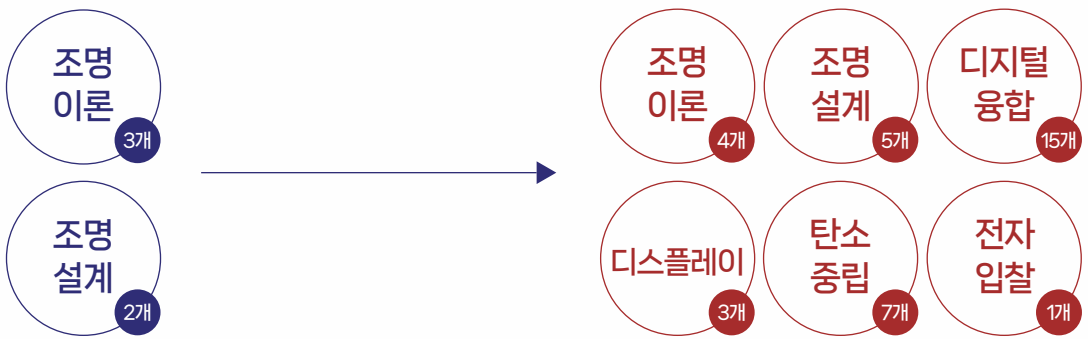 조명
이론
3개
조명
설계
2개
조명
이론
4개
조명
설계
5개
디지털
융합
15개
디스플레이
3개
탄소
중립
7개
전자
입찰
1개